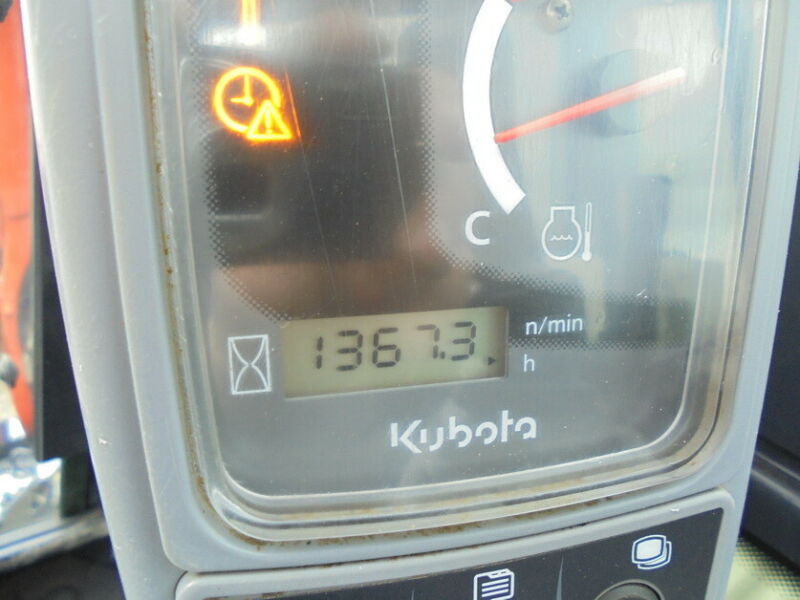 C
n/min
1367.3
h
Kubota